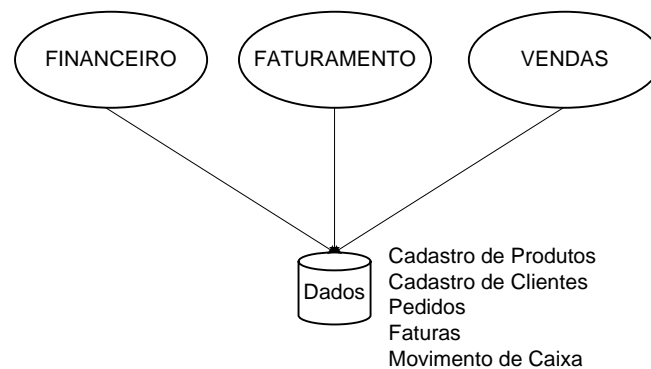 FINANCEIRO
FATURAMENTO
VENDAS
Dados
Cadastro de Produtos
Cadastro de Clientes
Pedidos
Faturas
Movimento de Caixa